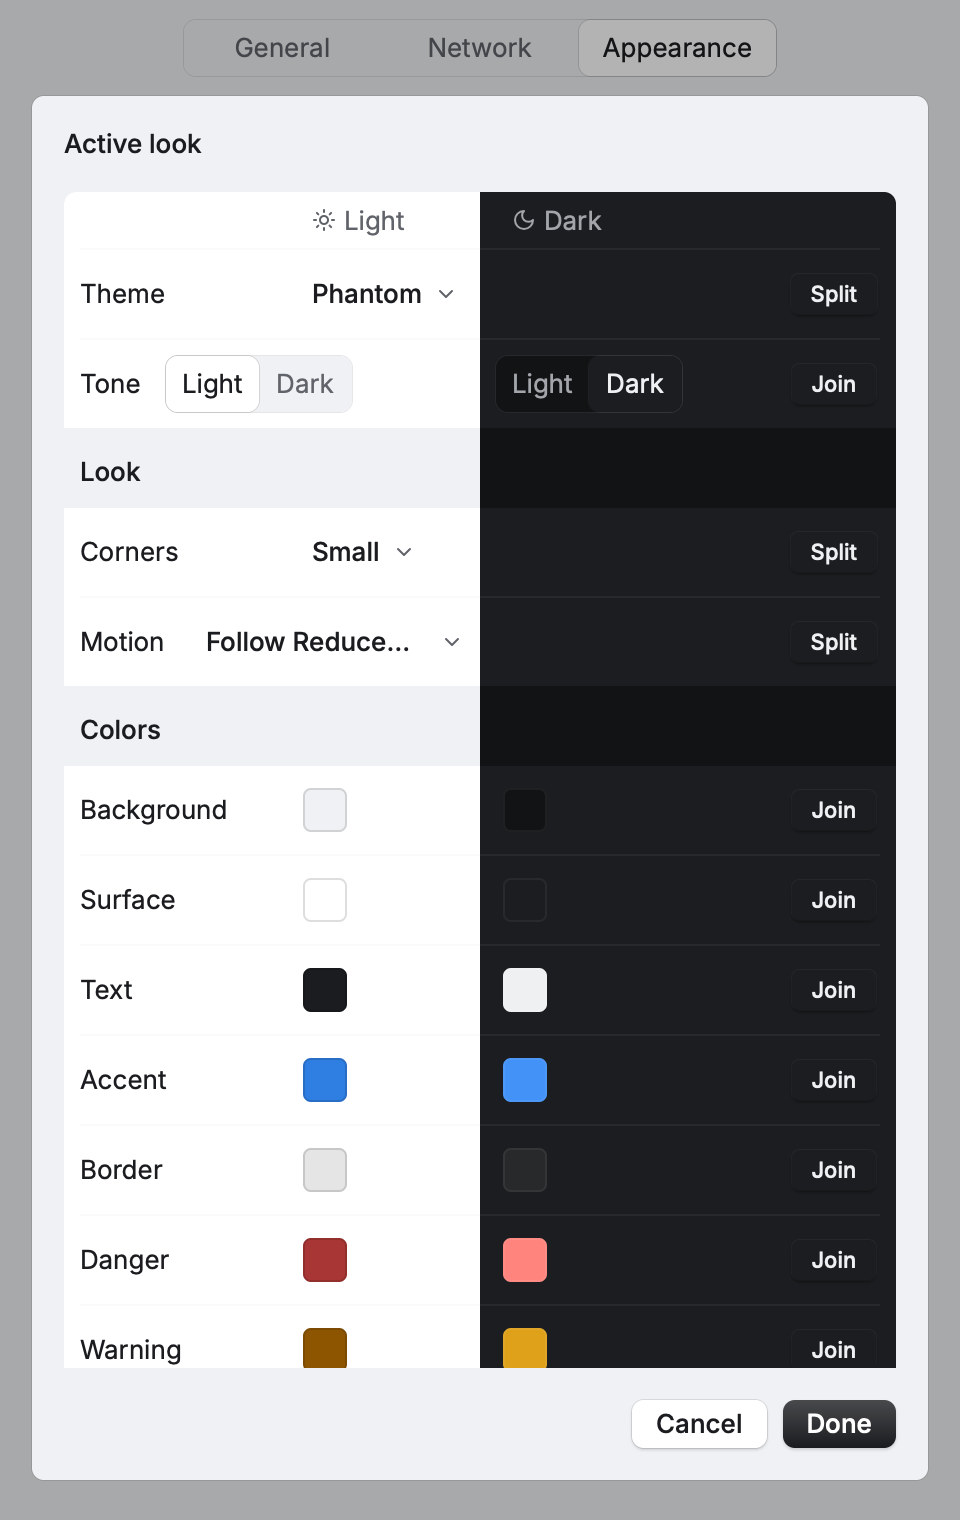 General Network Appearance
Active look
Light Dark
Theme Phantom Split
Tone Light Dark Light Dark Join
Look
Corners Small Split
Motion Follow Reduce... Split
Colors
Background Join
Surface Join
Text Join
Accent Join
Border Join
Danger Join
Warning Join
Cancel Done